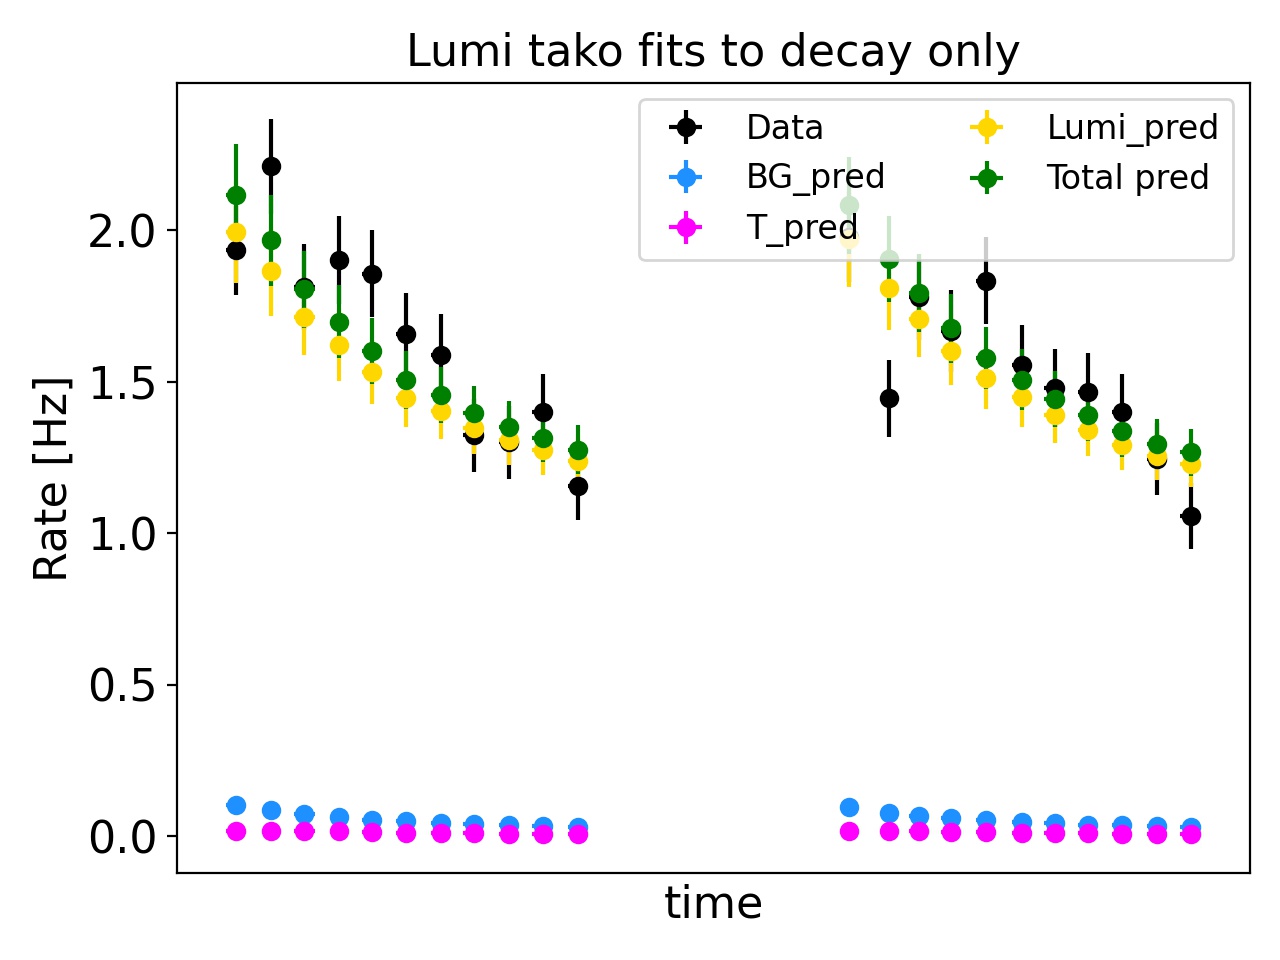 Lumi tako fits to decay only
Data
BG_pred
T_pred
Lumi_pred
Total pred
Rate [Hz]
2.0
1.5
1.0
0.5
0.0
time